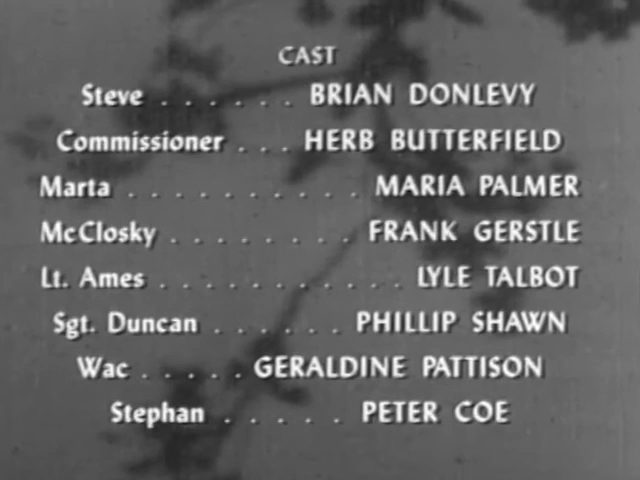 CAST
Steve . . . . . . BRIAN DONLEVY
Commissioner . . . HERB BUTTERFIELD
Marta . . . . . . . . . . . MARIA PALMER
McClosky . . . . . . . . FRANK GERSTLE
Lt. Ames . . . . . . . . . . . . LYLE TALBOT
Sgt. Duncan . . . . . . PHILLIP SHAWN
Wac . . . . . GERALDINE PATTISON
Stephan . . . . . PETER COE